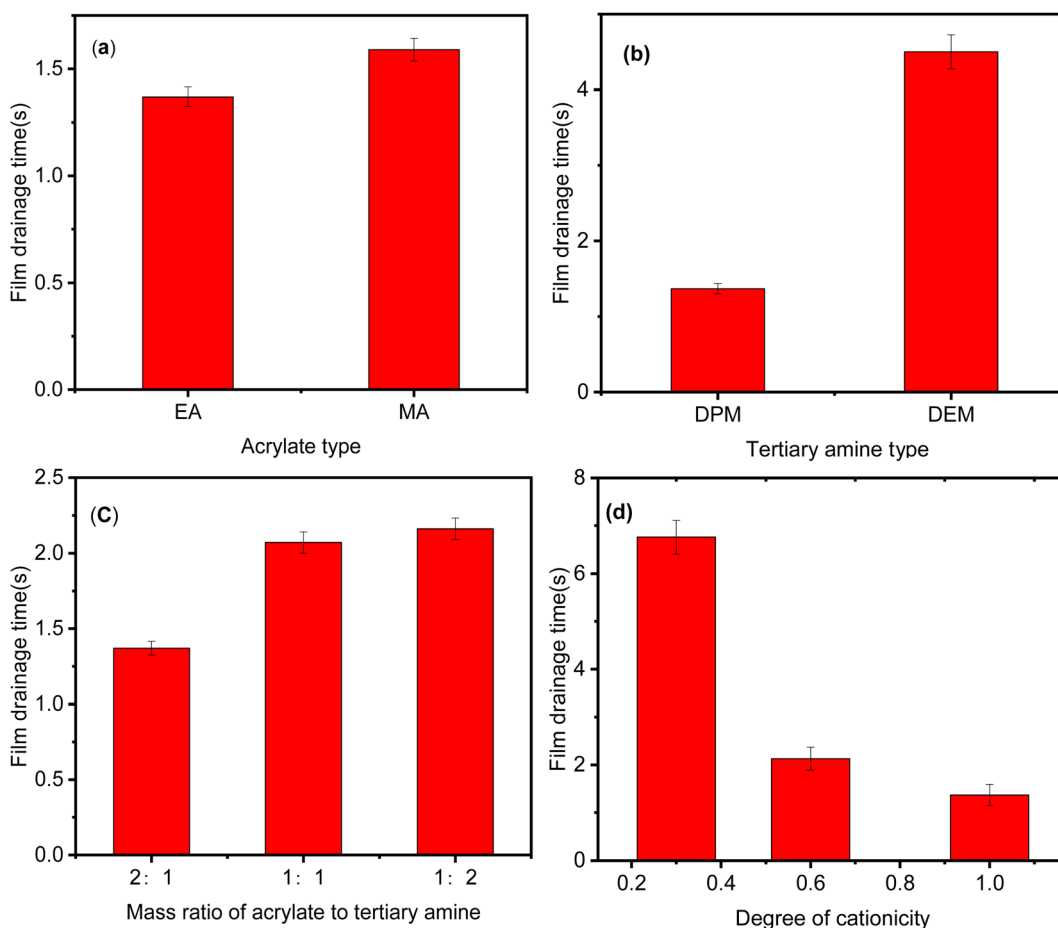 (a)
Film drainage time(s)
1.5
1.0
0.5
0.0
EA MA
Acrylate type
(b)
Film drainage time(s)
4
2
0
DPM DEM
Tertiary amine type
(C)
Film drainage time(s)
2.5
2.0
1.5
1.0
0.5
0.0
2：1 1：1 1：2
Mass ratio of acrylate to tertiary amine
(d)
Film drainage time(s)
8
6
4
2
0
0.2 0.4 0.6 0.8 1.0
Degree of cationicity